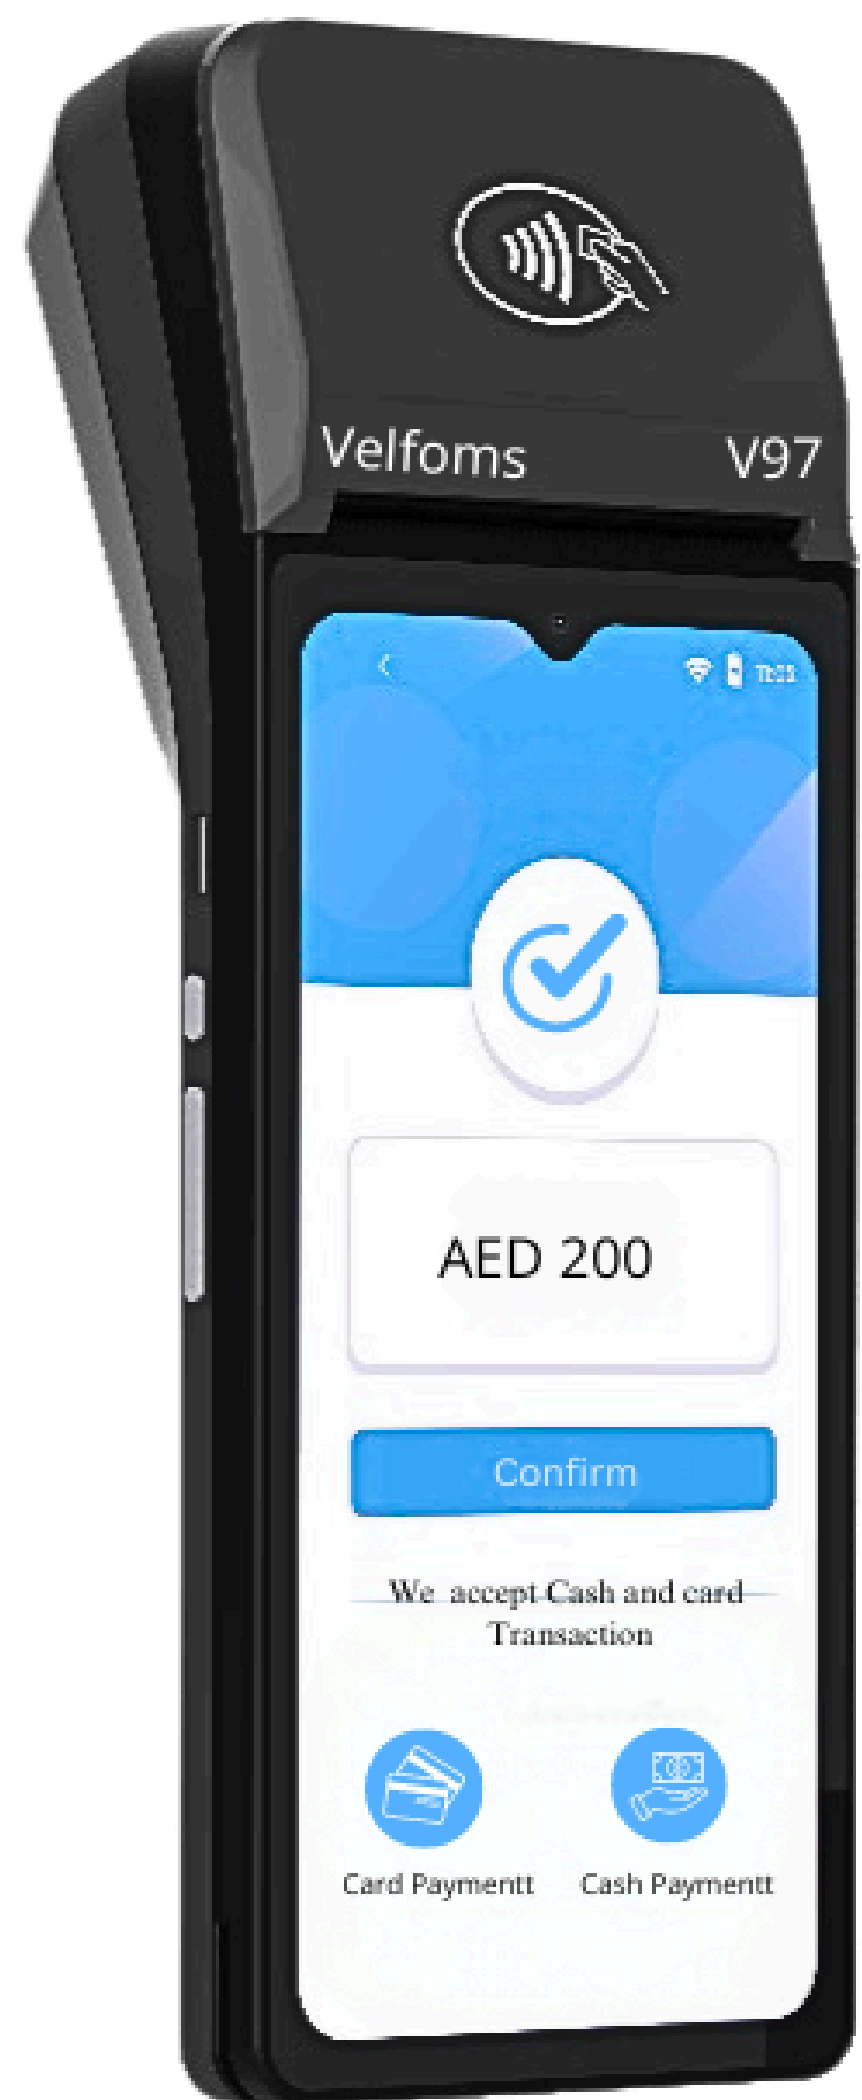 Velfoms V97
AED 200
Confirm
We accept Cash and card
Transaction
Card Paymentt Cash Paymentt